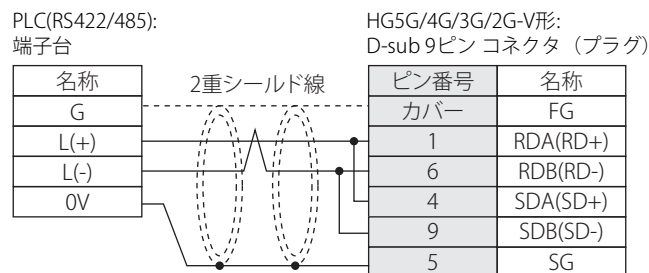 PLC(RS422/485): HG5G/4G/3G/2G-V形:
端子台 D-sub 9ピン コネクタ（プラグ）
名称 2重シールド線 ピン番号 名称
G カバー FG
L(+) 1 RDA(RD+)
L(-) 6 RDB(RD-)
0V 4 SDA(SD+)
9 SDB(SD-)
5 SG